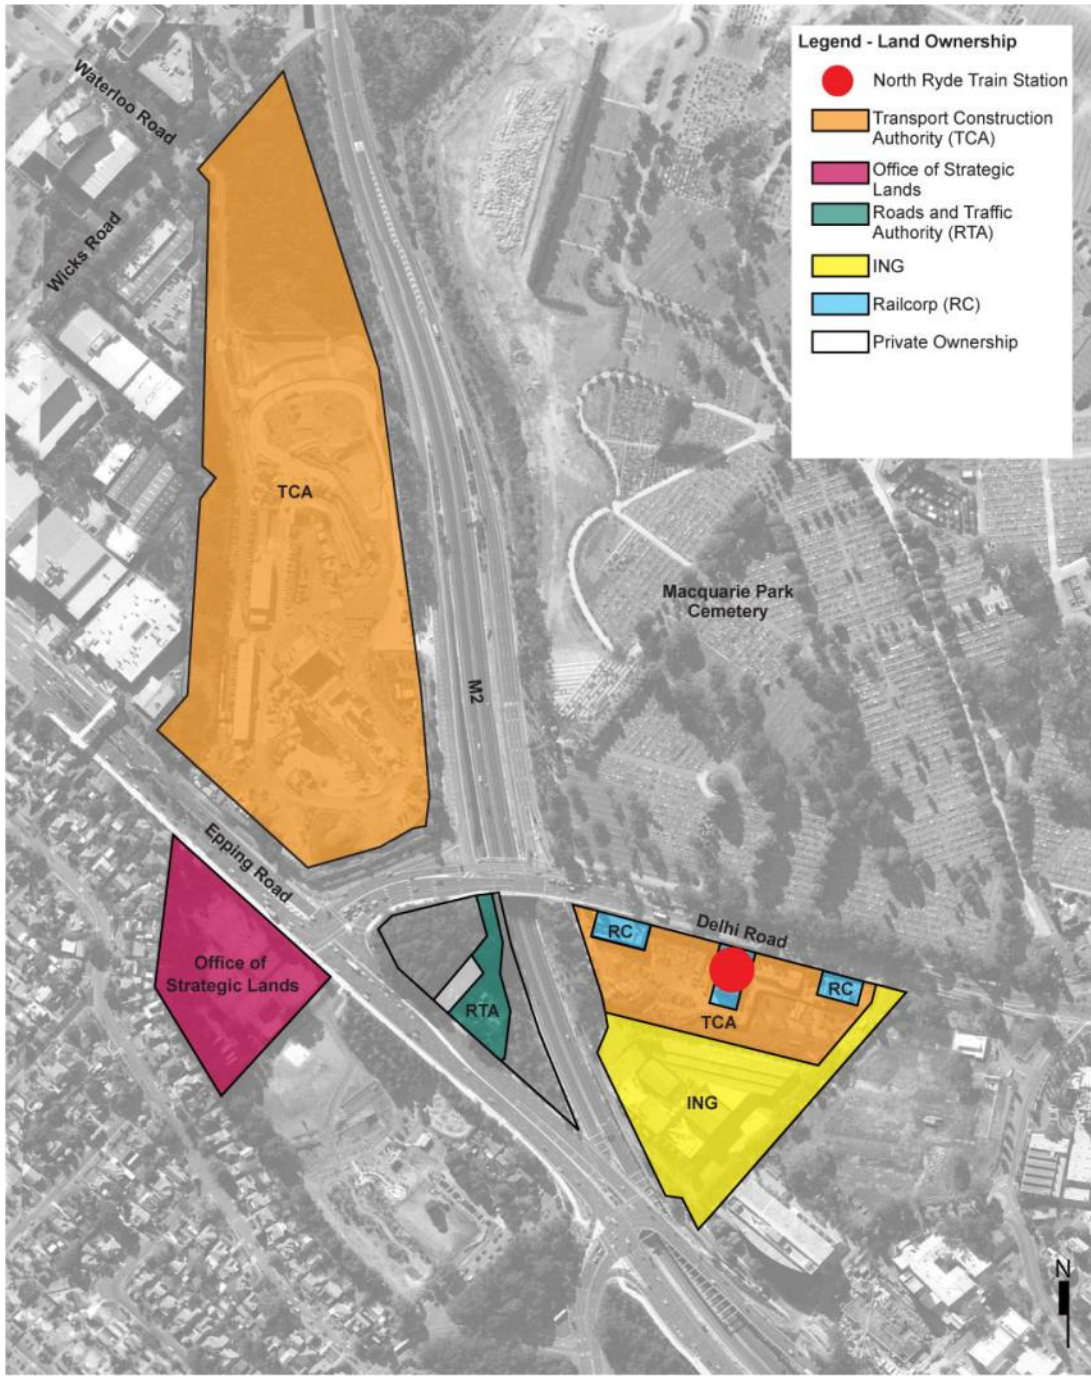 Legend - Land Ownership
North Ryde Train Station
Transport Construction
Authority (TCA)
Office of Strategic
Lands
Roads and Traffic
Authority (RTA)
ING
Railcorp (RC)
Private Ownership
Waterloo Road
Wicks Road
TCA
Macquarie Park
Cemetery
M2
Epping Road
Delhi Road
RC
RC
Office of
Strategic Lands
RTA
TCA
ING
N